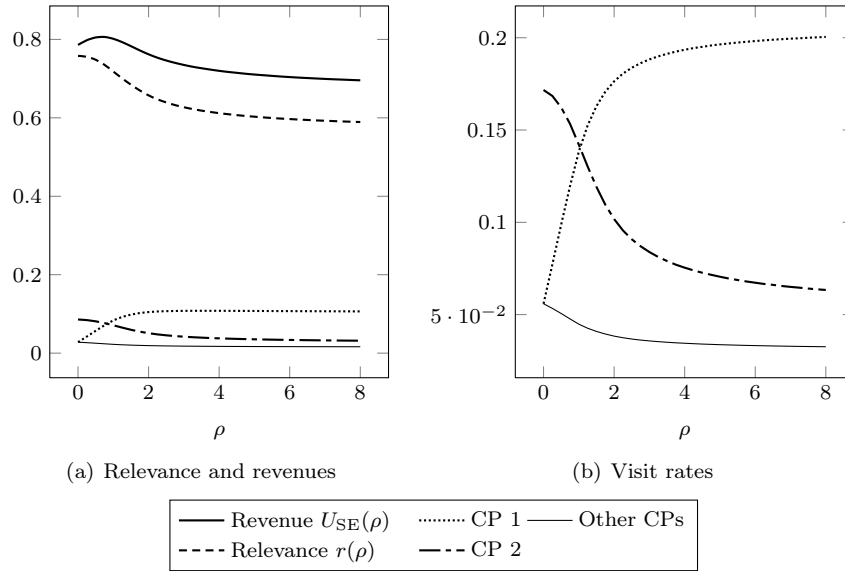 0.8
0.6
0.4
0.2
0
0 2 4 6 8
ρ
(a) Relevance and revenues
0.2
0.15
0.1
5 · 10⁻²
0 2 4 6 8
ρ
(b) Visit rates
Revenue U_SE(ρ) CP 1 Other CPs
Relevance r(ρ) CP 2